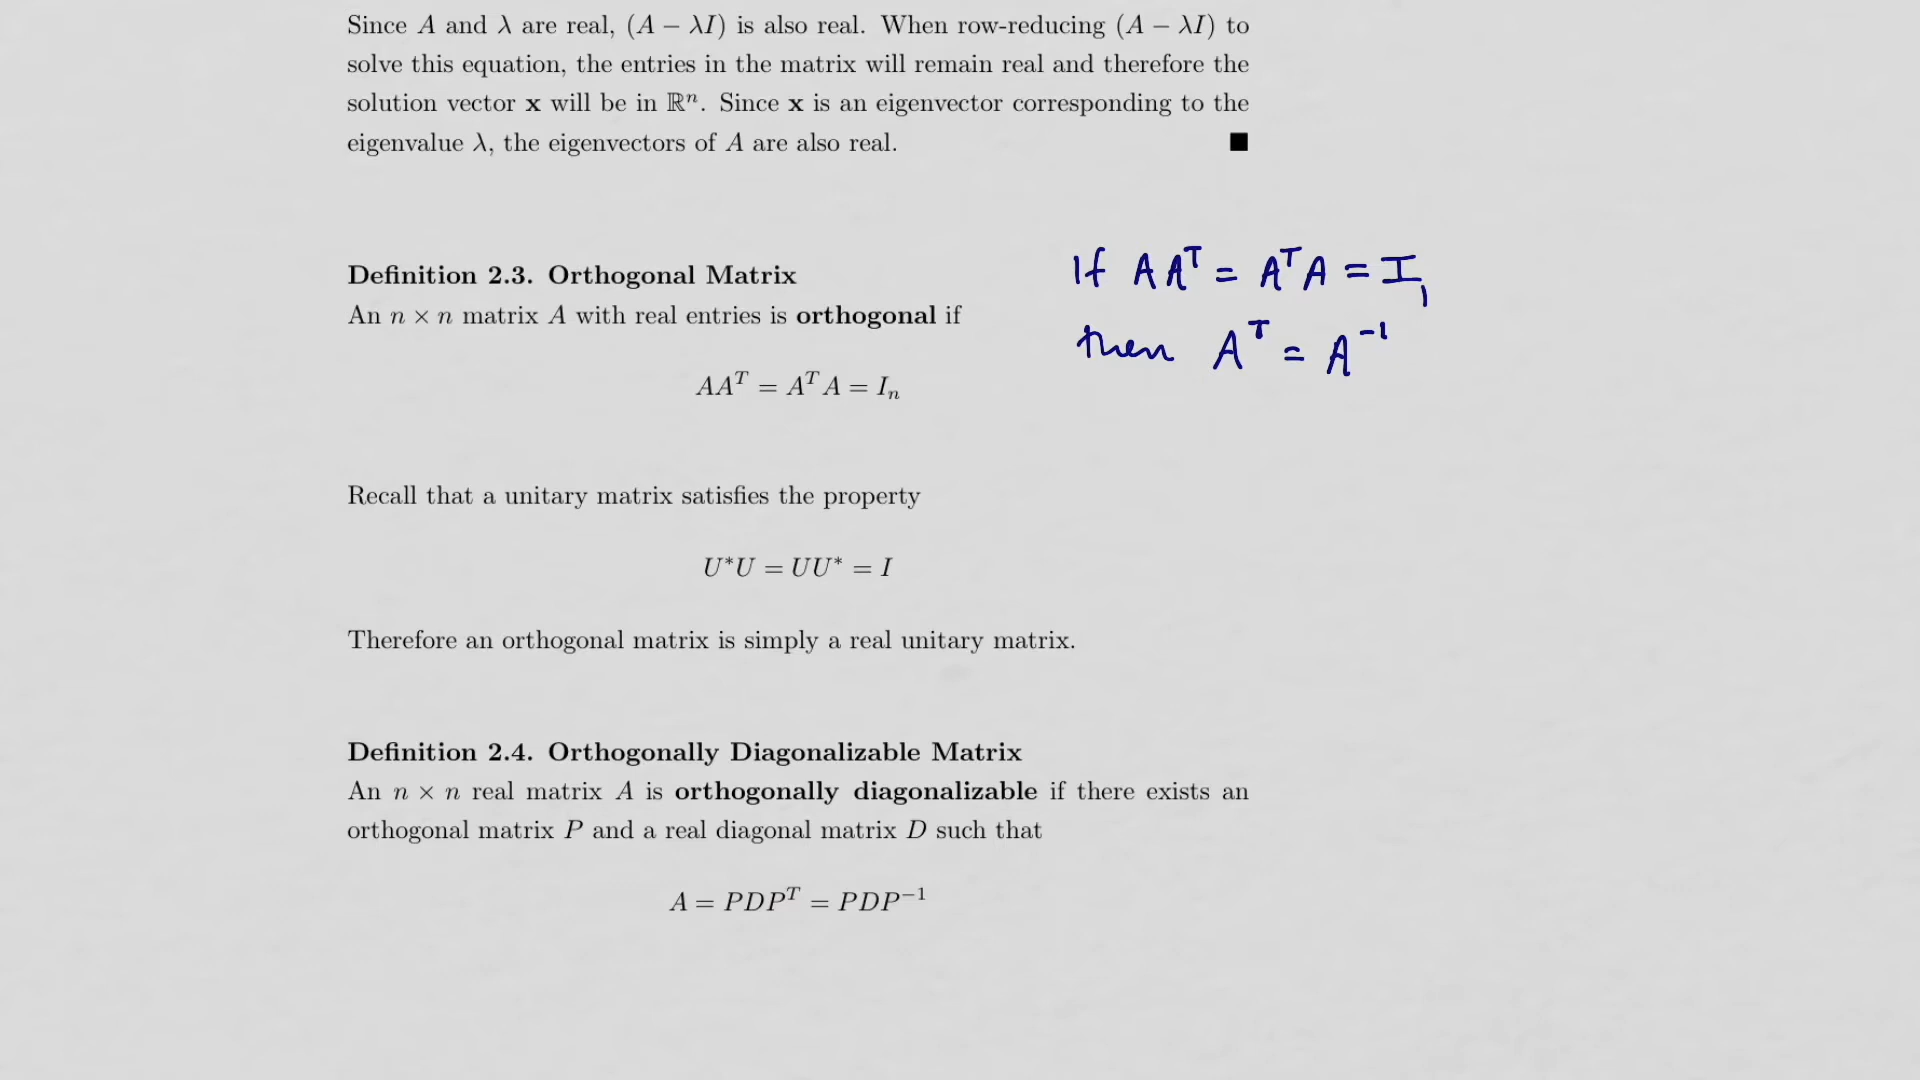 Since A and λ are real, (A − λI) is also real. When row-reducing (A − λI) to
solve this equation, the entries in the matrix will remain real and therefore the
solution vector x will be in ℝⁿ. Since x is an eigenvector corresponding to the
eigenvalue λ, the eigenvectors of A are also real. ■
Definition 2.3. Orthogonal Matrix
An n × n matrix A with real entries is orthogonal if
AAᵀ = AᵀA = Iₙ
If AAᵀ = AᵀA = I,
then Aᵀ = A⁻¹
Recall that a unitary matrix satisfies the property
U*U = UU* = I
Therefore an orthogonal matrix is simply a real unitary matrix.
Definition 2.4. Orthogonally Diagonalizable Matrix
An n × n real matrix A is orthogonally diagonalizable if there exists an
orthogonal matrix P and a real diagonal matrix D such that
A = PDPᵀ = PDP⁻¹